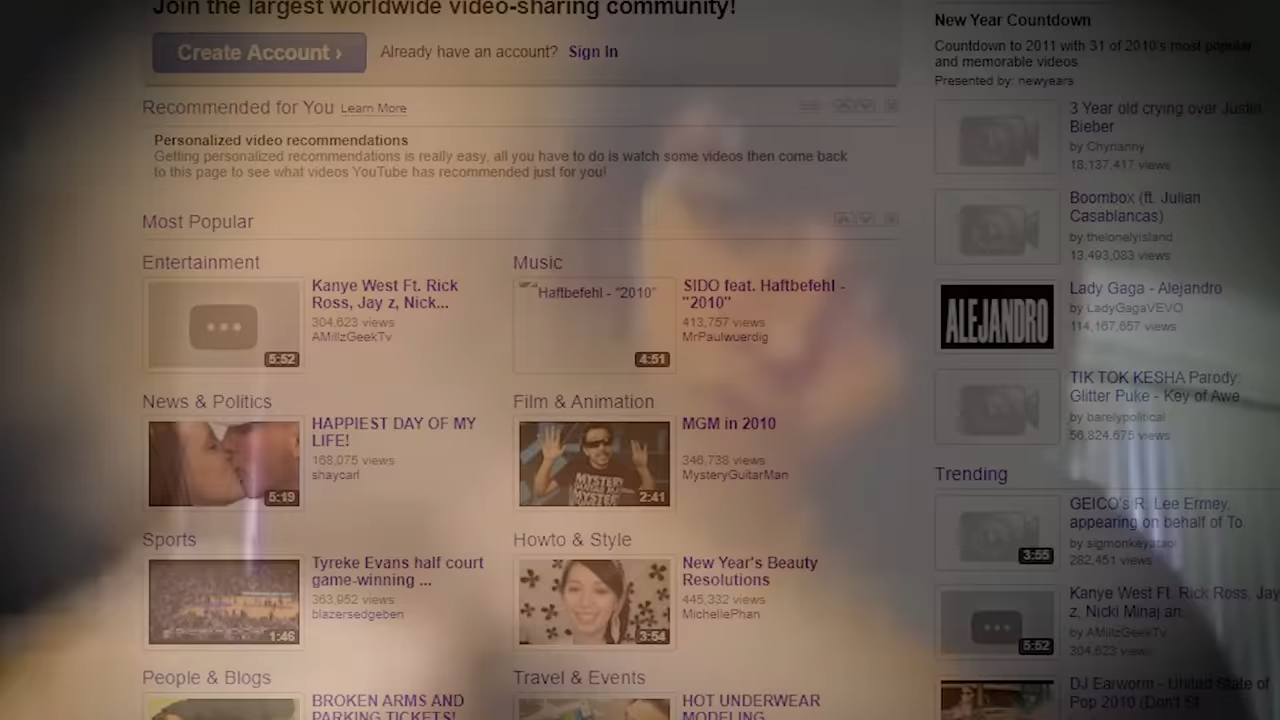 Join the largest worldwide video-sharing community!
Create Account ›
Already have an account? Sign In
Recommended for You Learn More
Personalized video recommendations
Getting personalized recommendations is really easy, all you have to do is watch some videos then come back
to this page to see what videos YouTube has recommended just for you!
Most Popular
Entertainment
Kanye West Ft. Rick
Ross, Jay z, Nick...
304,623 views
AMillzGeekTv
5:52
Music
Haftbefehl - "2010"
SIDO feat. Haftbefehl -
"2010"
413,757 views
MrPaulwuerdig
4:51
News & Politics
HAPPIEST DAY OF MY
LIFE!
168,075 views
shaycarl
5:19
Film & Animation
MGM in 2010
346,738 views
MysteryGuitarMan
MYSTERY
MYSTER
2:41
Sports
Tyreke Evans half court
game-winning ...
363,952 views
blazersedgeben
1:46
Howto & Style
New Year's Beauty
Resolutions
445,332 views
MichellePhan
3:54
People & Blogs
BROKEN ARMS AND
PARKING TICKETS!
Travel & Events
HOT UNDERWEAR
MODELING
New Year Countdown
Countdown to 2011 with 31 of 2010's most popular
and memorable videos
Presented by: newyears
3 Year old crying over Justin
Bieber
by Chynanny
18,137,417 views
Boombox (ft. Julian
Casablancas)
by thelonelyisland
13,493,083 views
ALEJANDRO
Lady Gaga - Alejandro
by LadyGagaVEVO
114,167,657 views
TIK TOK KESHA Parody:
Glitter Puke - Key of Awe
by barelypolitical
56,824,675 views
Trending
GEICO's R. Lee Ermey,
appearing on behalf of To
by sigmonkeyatsoi
282,451 views
3:55
Kanye West Ft. Rick Ross, Jay
z, Nicki Minaj an..
by AMillzGeekTv
304,623 views
5:52
DJ Earworm - United State of
Pop 2010 (Don't St